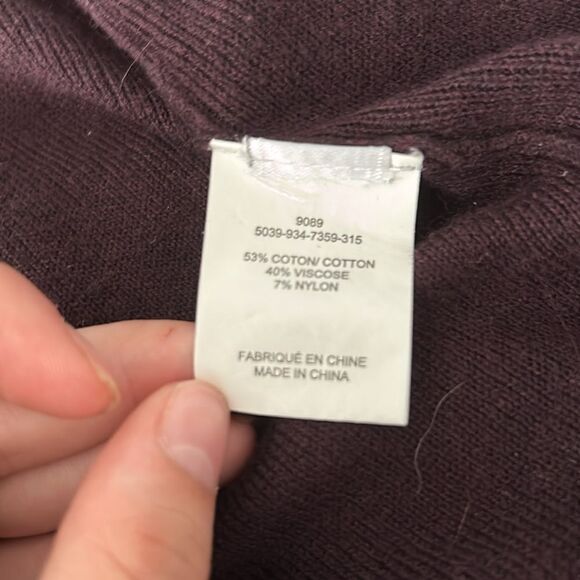 9089
5039-934-7359-315
53% COTON/ COTTON
40% VISCOSE
7% NYLON
FABRIQUÉ EN CHINE
MADE IN CHINA